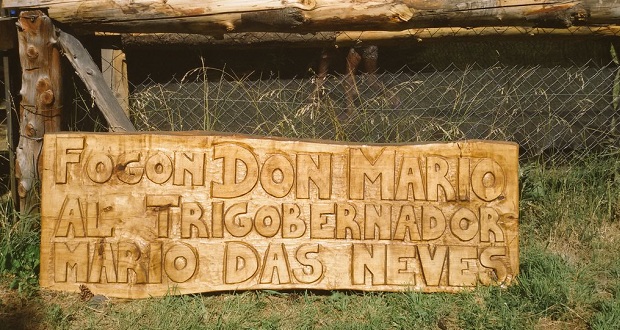 FOGON DON MARIO
AL TRIGOBERNADOR
MARIO DAS NEVES